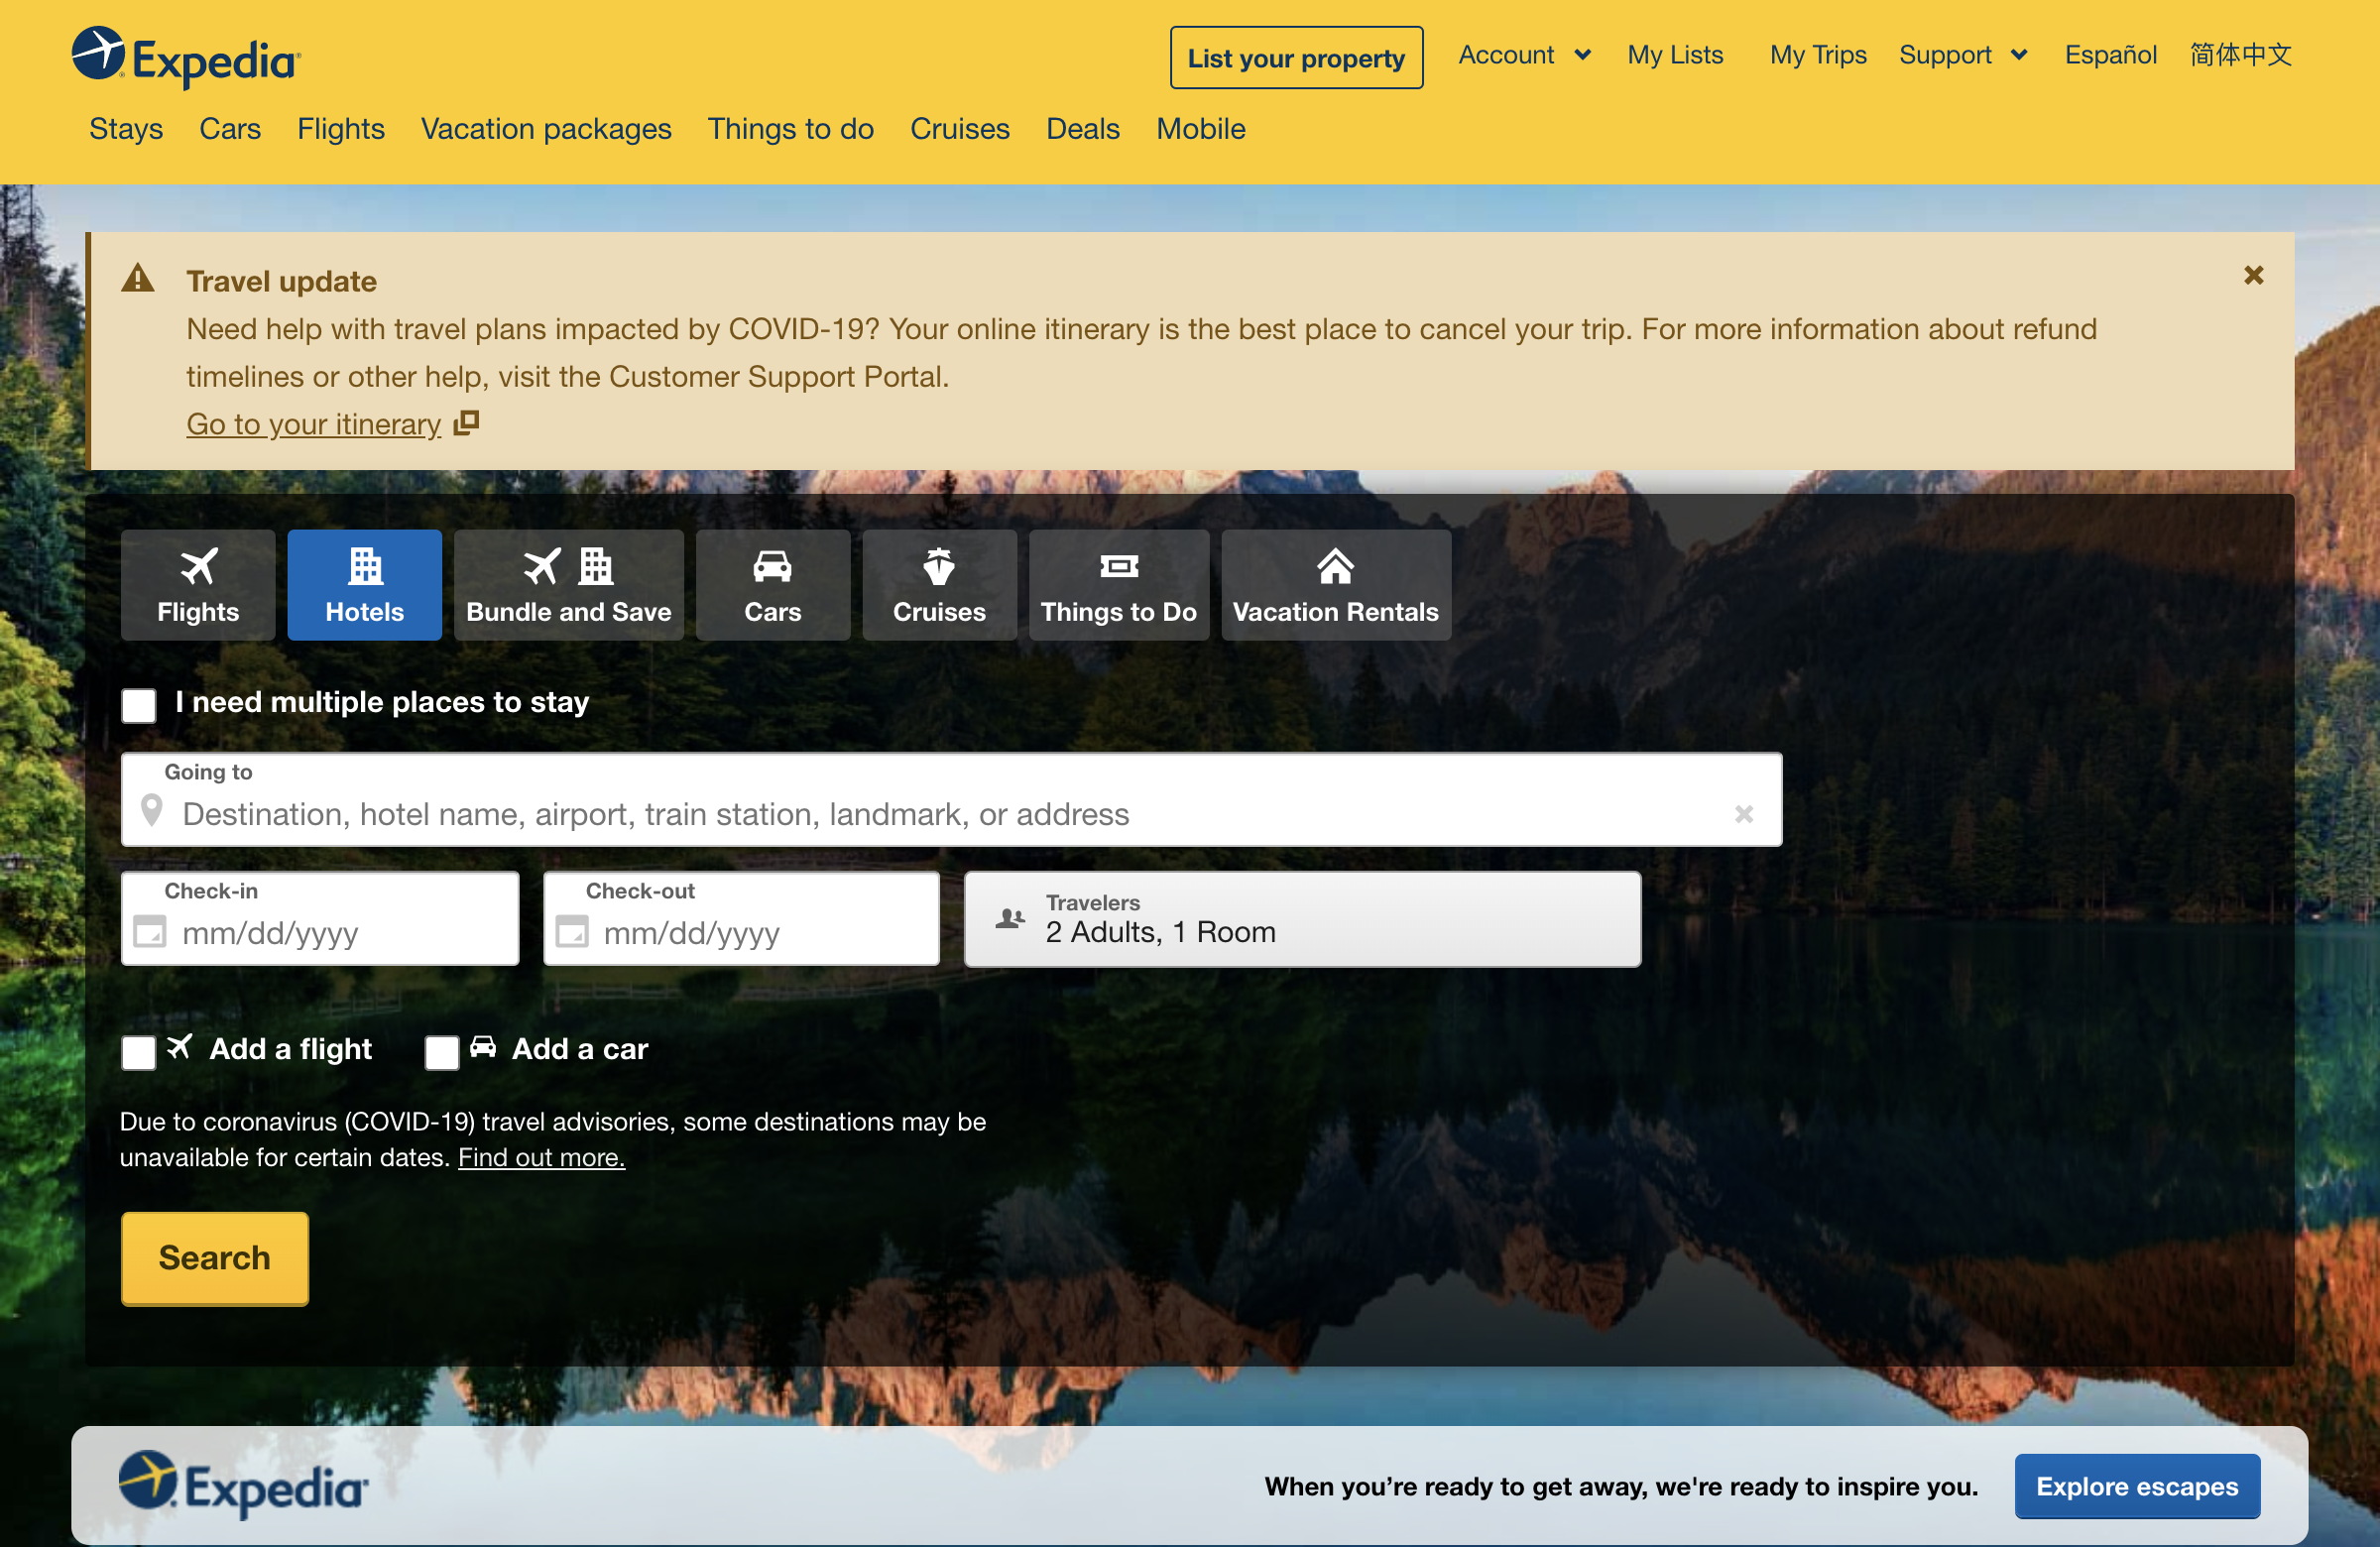 Expedia
List your property
Account
My Lists
My Trips
Support
Español
简体中文
Stays
Cars
Flights
Vacation packages
Things to do
Cruises
Deals
Mobile
Travel update
Need help with travel plans impacted by COVID-19? Your online itinerary is the best place to cancel your trip. For more information about refund
timelines or other help, visit the Customer Support Portal.
Go to your itinerary
Flights
Hotels
Bundle and Save
Cars
Cruises
Things to Do
Vacation Rentals
I need multiple places to stay
Going to
Destination, hotel name, airport, train station, landmark, or address
Check-in
mm/dd/yyyy
Check-out
mm/dd/yyyy
Travelers
2 Adults, 1 Room
Add a flight
Add a car
Due to coronavirus (COVID-19) travel advisories, some destinations may be
unavailable for certain dates. Find out more.
Search
Expedia
When you’re ready to get away, we're ready to inspire you.
Explore escapes